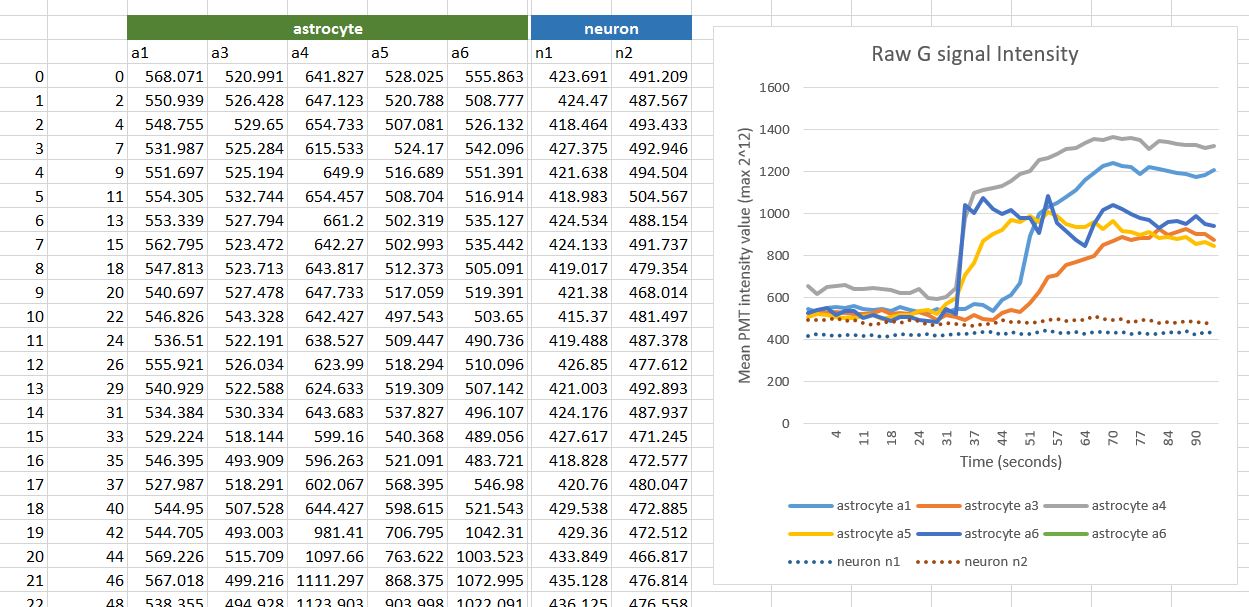 astrocyte neuron
a1 a3 a4 a5 a6 n1 n2
0 0 568.071 520.991 641.827 528.025 555.863 423.691 491.209
1 2 550.939 526.428 647.123 520.788 508.777 424.47 487.567
2 4 548.755 529.65 654.733 507.081 526.132 418.464 493.433
3 7 531.987 525.284 615.533 524.17 542.096 427.375 492.946
4 9 551.697 525.194 649.9 516.689 551.391 421.638 494.504
5 11 554.305 532.744 654.457 508.704 516.914 418.983 504.567
6 13 553.339 527.794 661.2 502.319 535.127 424.534 488.154
7 15 562.795 523.472 642.27 502.993 535.442 424.133 491.737
8 18 547.813 523.713 643.817 512.373 505.091 419.017 479.354
9 20 540.697 527.478 647.733 517.059 519.391 421.38 468.014
10 22 546.826 543.328 642.427 497.543 503.65 415.37 481.497
11 24 536.51 522.191 638.527 509.447 490.736 419.488 487.378
12 26 555.921 526.034 623.99 518.294 510.096 426.85 477.612
13 29 540.929 522.588 624.633 519.309 507.142 421.003 492.893
14 31 534.384 530.334 643.683 537.827 496.107 424.176 487.937
15 33 529.224 518.144 599.16 540.368 489.056 427.617 471.245
16 35 546.395 493.909 596.263 521.091 483.721 418.828 472.577
17 37 527.987 518.291 602.067 568.395 546.98 420.76 480.047
18 40 544.95 507.528 644.427 598.615 521.543 429.538 472.885
19 42 544.705 493.003 981.41 706.795 1042.31 429.36 472.512
20 44 569.226 515.709 1097.66 763.622 1003.523 433.849 466.817
21 46 567.018 499.216 1111.297 868.375 1072.995 435.128 476.814
22 48 538.355 494.928 1123.903 903.998 1022.091 436.125 476.558
Raw G signal Intensity
Mean PMT intensity value (max 2^12)
1600
1400
1200
1000
800
600
400
200
0
4 11 18 24 31 37 44 51 57 64 70 77 84 90
Time (seconds)
astrocyte a1 astrocyte a3 astrocyte a4
astrocyte a5 astrocyte a6 astrocyte a6
neuron n1 neuron n2